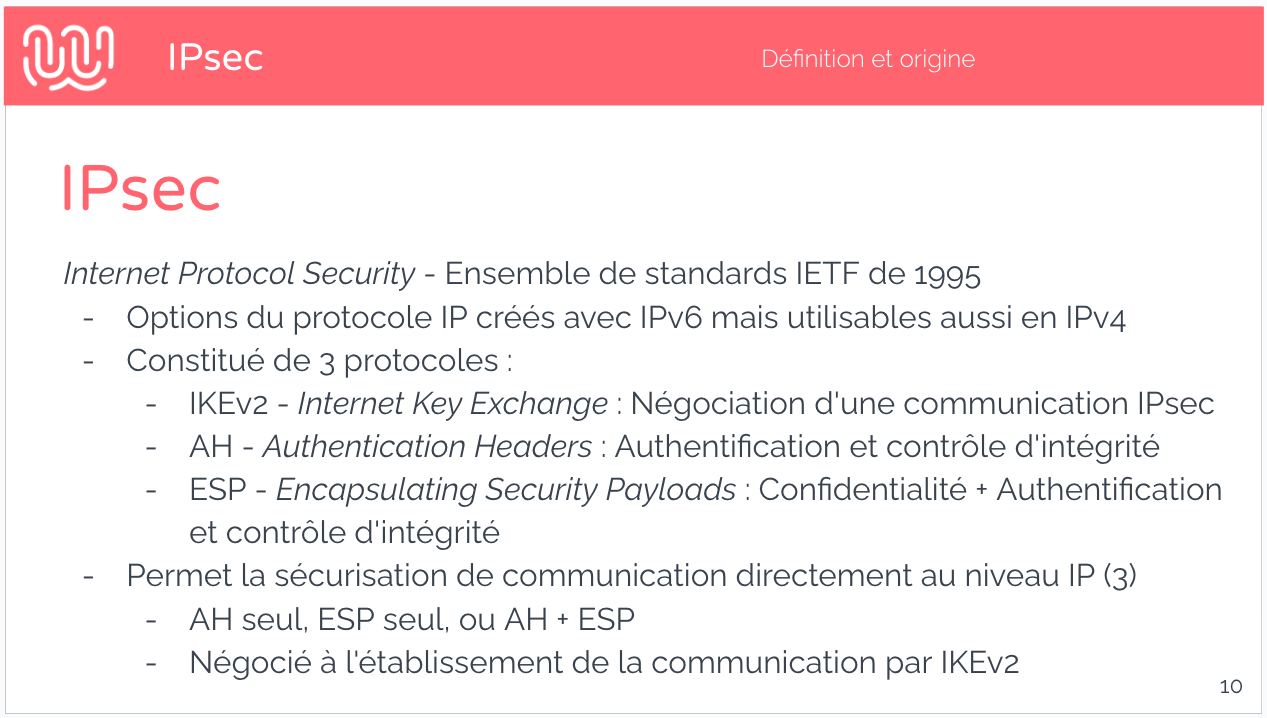 IPsec
Définition et origine
IPsec
Internet Protocol Security - Ensemble de standards IETF de 1995
- Options du protocole IP créés avec IPv6 mais utilisables aussi en IPv4
- Constitué de 3 protocoles :
- IKEv2 - Internet Key Exchange : Négociation d'une communication IPsec
- AH - Authentication Headers : Authentification et contrôle d'intégrité
- ESP - Encapsulating Security Payloads : Confidentialité + Authentification
et contrôle d'intégrité
- Permet la sécurisation de communication directement au niveau IP (3)
- AH seul, ESP seul, ou AH + ESP
- Négocié à l'établissement de la communication par IKEv2
10